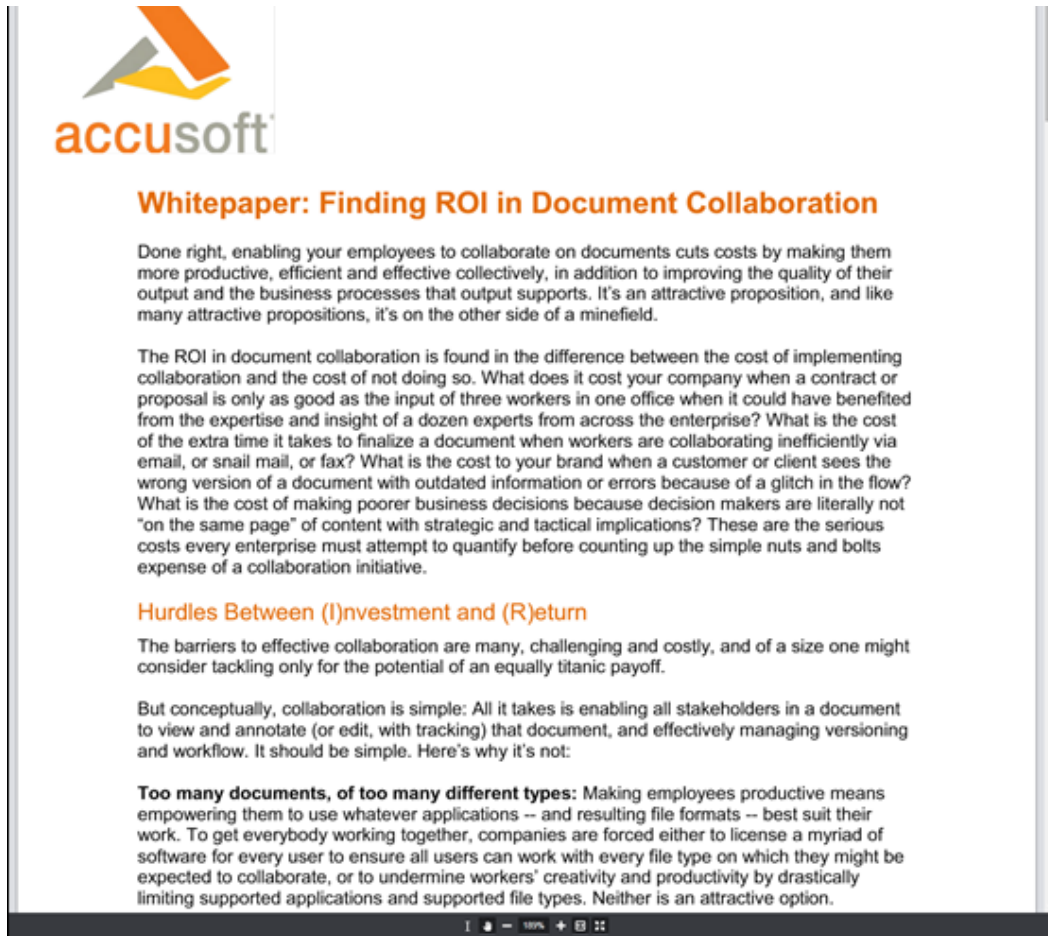 accusoft
Whitepaper: Finding ROI in Document Collaboration
Done right, enabling your employees to collaborate on documents cuts costs by making them
more productive, efficient and effective collectively, in addition to improving the quality of their
output and the business processes that output supports. It's an attractive proposition, and like
many attractive propositions, it's on the other side of a minefield.
The ROI in document collaboration is found in the difference between the cost of implementing
collaboration and the cost of not doing so. What does it cost your company when a contract or
proposal is only as good as the input of three workers in one office when it could have benefited
from the expertise and insight of a dozen experts from across the enterprise? What is the cost
of the extra time it takes to finalize a document when workers are collaborating inefficiently via
email, or snail mail, or fax? What is the cost to your brand when a customer or client sees the
wrong version of a document with outdated information or errors because of a glitch in the flow?
What is the cost of making poorer business decisions because decision makers are literally not
“on the same page” of content with strategic and tactical implications? These are the serious
costs every enterprise must attempt to quantify before counting up the simple nuts and bolts
expense of a collaboration initiative.
Hurdles Between (I)nvestment and (R)eturn
The barriers to effective collaboration are many, challenging and costly, and of a size one might
consider tackling only for the potential of an equally titanic payoff.
But conceptually, collaboration is simple: All it takes is enabling all stakeholders in a document
to view and annotate (or edit, with tracking) that document, and effectively managing versioning
and workflow. It should be simple. Here's why it's not:
Too many documents, of too many different types: Making employees productive means
empowering them to use whatever applications -- and resulting file formats -- best suit their
work. To get everybody working together, companies are forced either to license a myriad of
software for every user to ensure all users can work with every file type on which they might be
expected to collaborate, or to undermine workers' creativity and productivity by drastically
limiting supported applications and supported file types. Neither is an attractive option.
189%